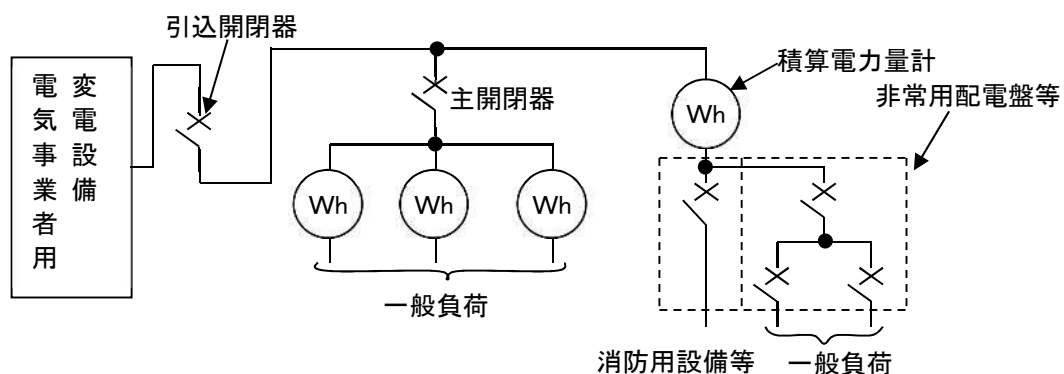 引込開閉器
電気事業者用
変電設備
主開閉器
積算電力量計
非常用配電盤等
Wh
Wh
Wh
Wh
一般負荷
消防用設備等
一般負荷